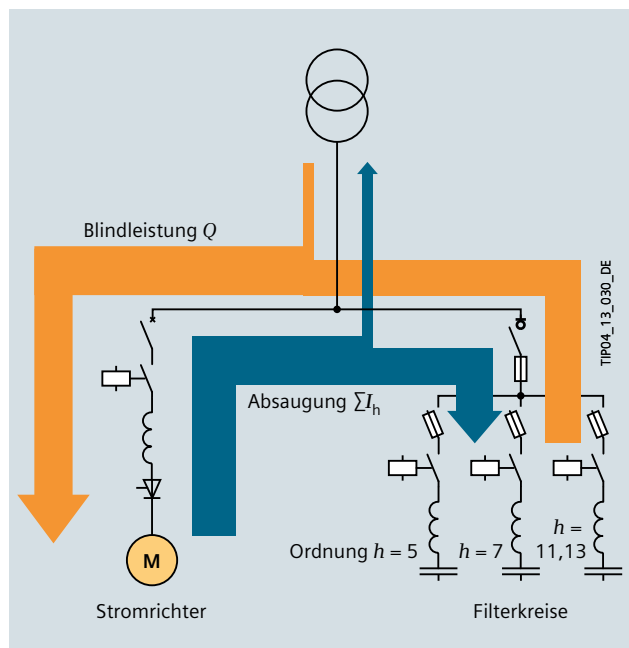 Blindleistung Q
TIP04_13_030_DE
Absaugung ∑Ih
Ordnung h = 5
h = 7
h =
11,13
M
Stromrichter
Filterkreise